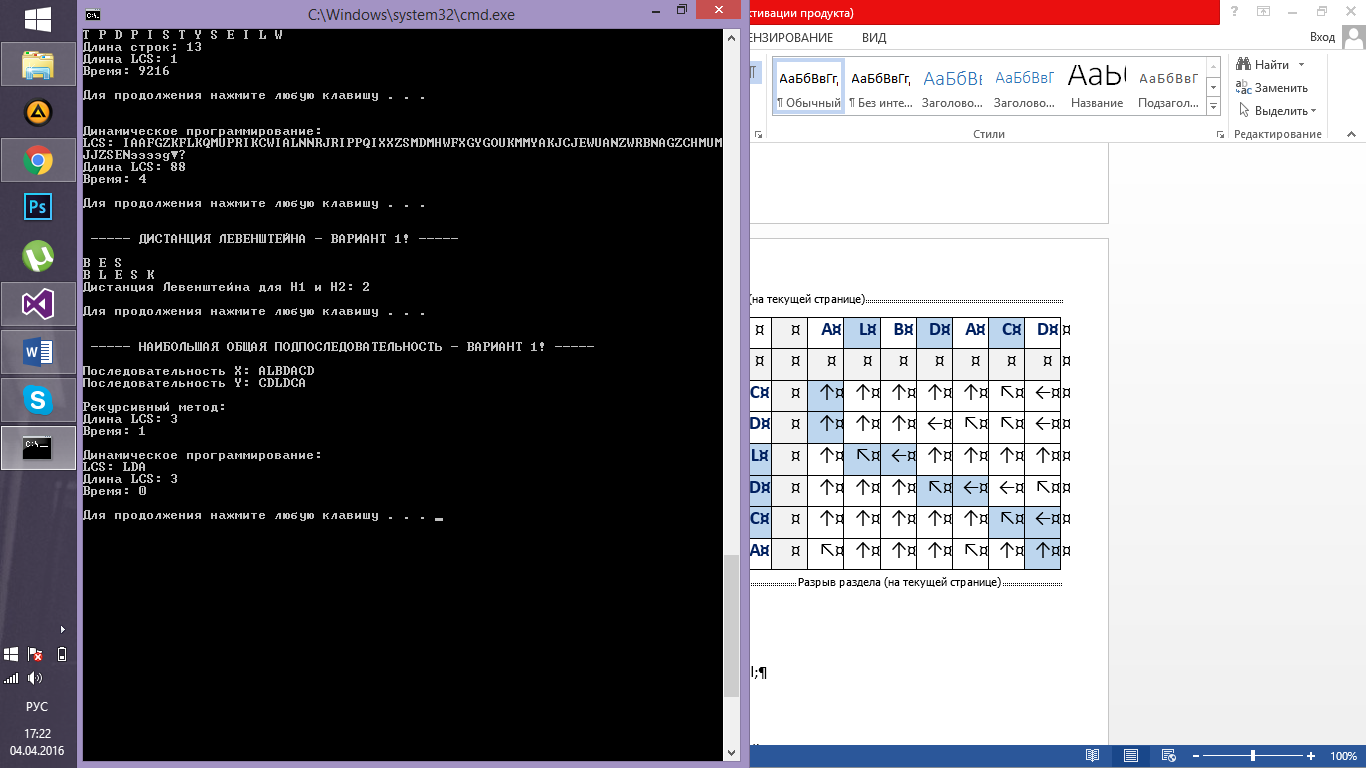 C:\Windows\system32\cmd.exe
T P D P I S T Y S E I L W
Длина строк: 13
Длина LCS: 1
Время: 9216
Для продолжения нажмите любую клавишу . . .
Динамическое программирование:
LCS: IAAFGZKFLKQMUPRIKCWIALNNRJRIPPQIXXZSMDMHWFXGYGOUKMMYAKJCJEWUANZWRBNAGZCHMUM
JJZSENэээээg▼?
Длина LCS: 88
Время: 4
Для продолжения нажмите любую клавишу . . .
----- ДИСТАНЦИЯ ЛЕВЕНШТЕЙНА - ВАРИАНТ 1! -----
B E S
B L E S K
Дистанция Левенштейна для H1 и H2: 2
Для продолжения нажмите любую клавишу . . .
----- НАИБОЛЬШАЯ ОБЩАЯ ПОДПОСЛЕДОВАТЕЛЬНОСТЬ - ВАРИАНТ 1! -----
Последовательность X: ALBDACD
Последовательность Y: CDLDCA
Рекурсивный метод:
Длина LCS: 3
Время: 1
Динамическое программирование:
LCS: LDA
Длина LCS: 3
Время: 0
Для продолжения нажмите любую клавишу . . .
Ps
РУС
17:22
04.04.2016
ктивации продукта)
?
ЕНЗИРОВАНИЕ ВИД
Вход
АаБбВвГг, АаБбВвГг, АаБбВв АаБбВвГ АаБ АаБбВвГ
¶ Обычный ¶ Без инте... Заголово... Заголово... Название Подзагол...
Найти
Заменить
Выделить
Стили
Редактирование
(на текущей странице)
¤ ¤ A¤ L¤ B¤ D¤ A¤ C¤ D¤ ¤
¤ ¤ ¤ ¤ ¤ ¤ ¤ ¤ ¤
C¤ ¤ ↑¤ ↑¤ ↑¤ ↑¤ ↑¤ ↖¤ ←¤ ¤
D¤ ¤ ↑¤ ↑¤ ↑¤ ←¤ ↖¤ ↖¤ ←¤ ¤
L¤ ¤ ↑¤ ↖¤ ←¤ ↑¤ ↑¤ ↑¤ ↑¤ ¤
D¤ ¤ ↑¤ ↑¤ ↑¤ ↖¤ ←¤ ←¤ ↖¤ ¤
C¤ ¤ ↑¤ ↑¤ ↑¤ ↑¤ ↑¤ ↖¤ ←¤ ¤
A¤ ¤ ↖¤ ↑¤ ↑¤ ↑¤ ↖¤ ↑¤ ↑¤ ¤
Разрыв раздела (на текущей странице)
l;¶
100%